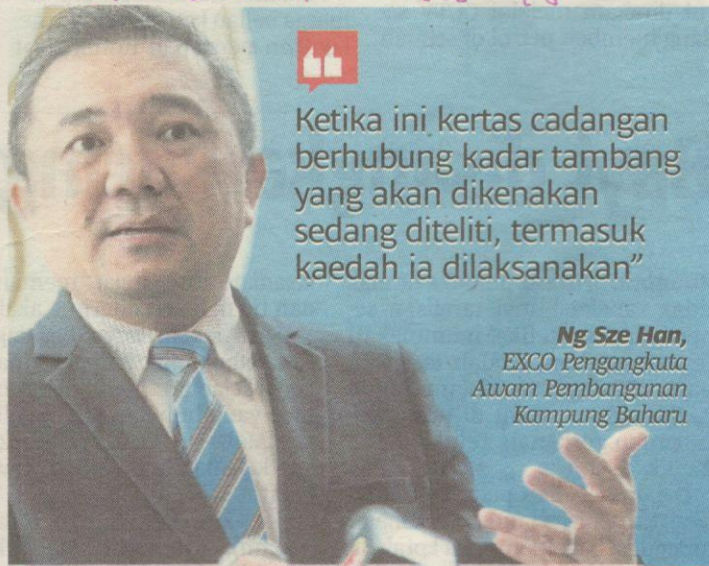 Ketika ini kertas cadangan
berhubung kadar tambang
yang akan dikenakan
sedang diteliti, termasuk
kaedah ia dilaksanakan”
Ng Sze Han,
EXCO Pengangkuta
Awam Pembangunan
Kampung Baharu